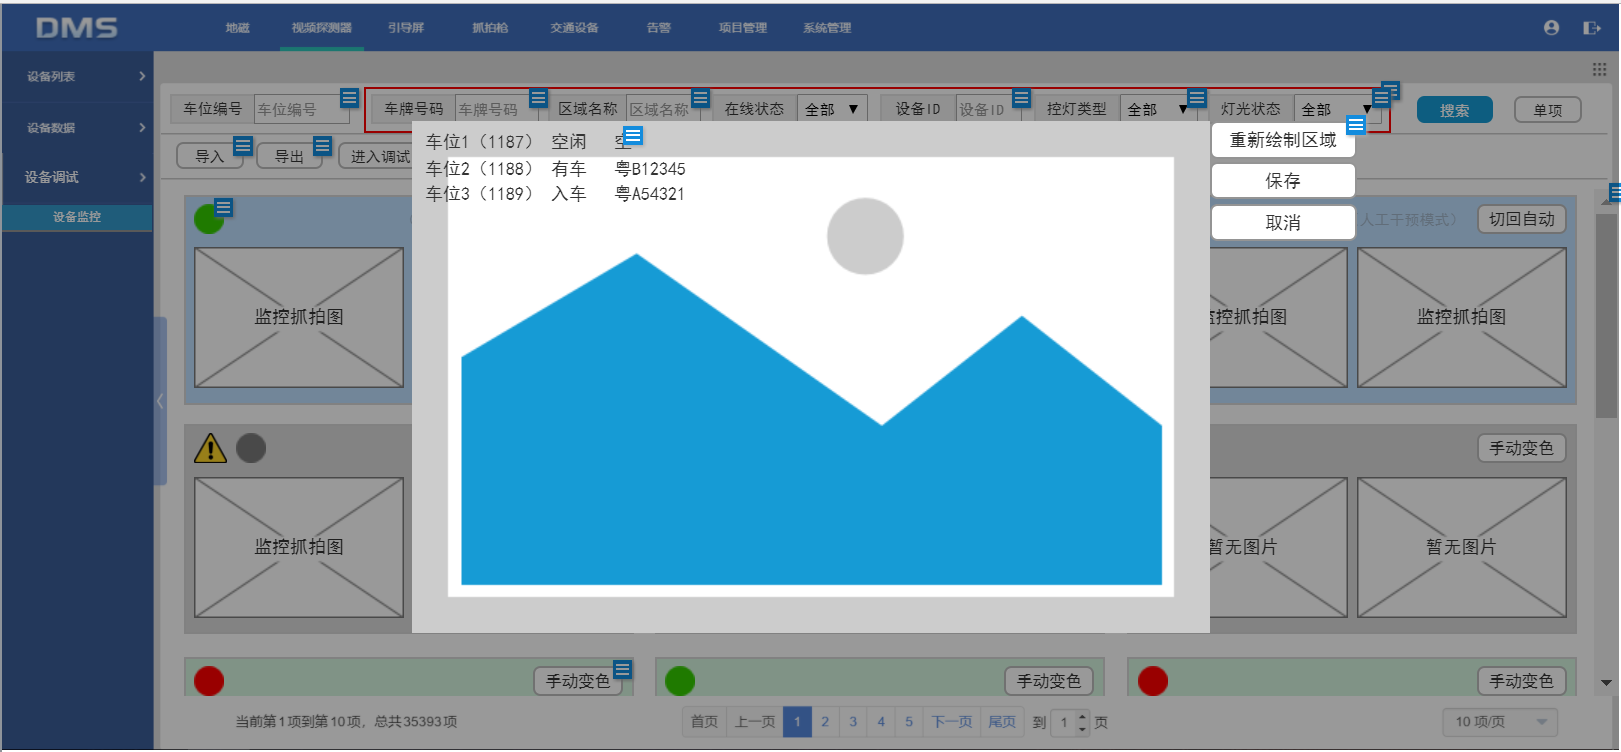 DMS
地磁 视频探测器 引导屏 抓拍枪 交通设备 告警 项目管理 系统管理
设备列表
设备数据
设备调试
设备监控
车位编号 车位编号 车牌号码 车牌号码 区域名称 区域名称 在线状态 全部 设备ID 设备ID 控灯类型 全部 灯光状态 全部 搜索 单项
导入 导出 进入调试
车位1（1187） 空闲 空
车位2（1188） 有车 粤B12345
车位3（1189） 入车 粤A54321
重新绘制区域
保存
取消
人工干预模式） 切回自动
监控抓拍图 监控抓拍图 监控抓拍图
手动变色
监控抓拍图 暂无图片 暂无图片
手动变色 手动变色 手动变色
当前第1项到第10项，总共35393项 首页 上一页 1 2 3 4 5 下一页 尾页 到 1 页 10 项/页